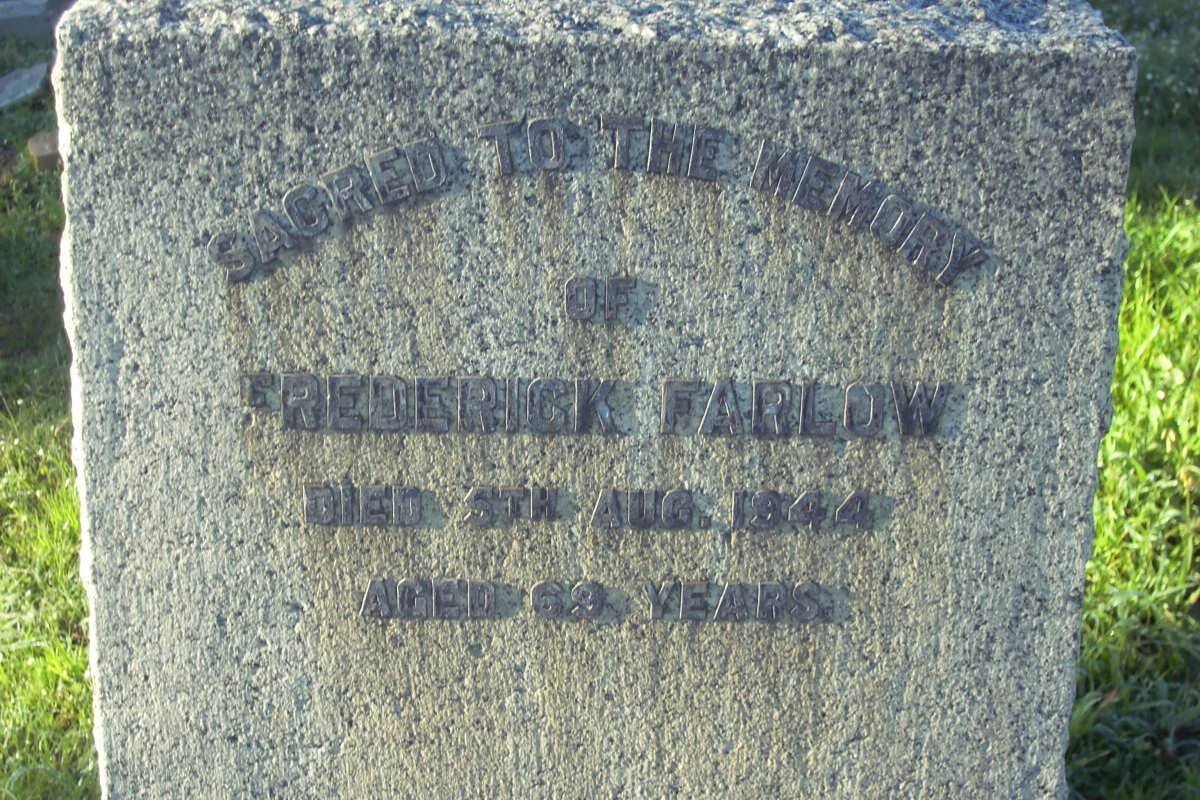 SACRED TO THE MEMORY
OF
FREDERICK FARLOW
DIED 5TH AUG. 1944
AGED 69 YEARS.